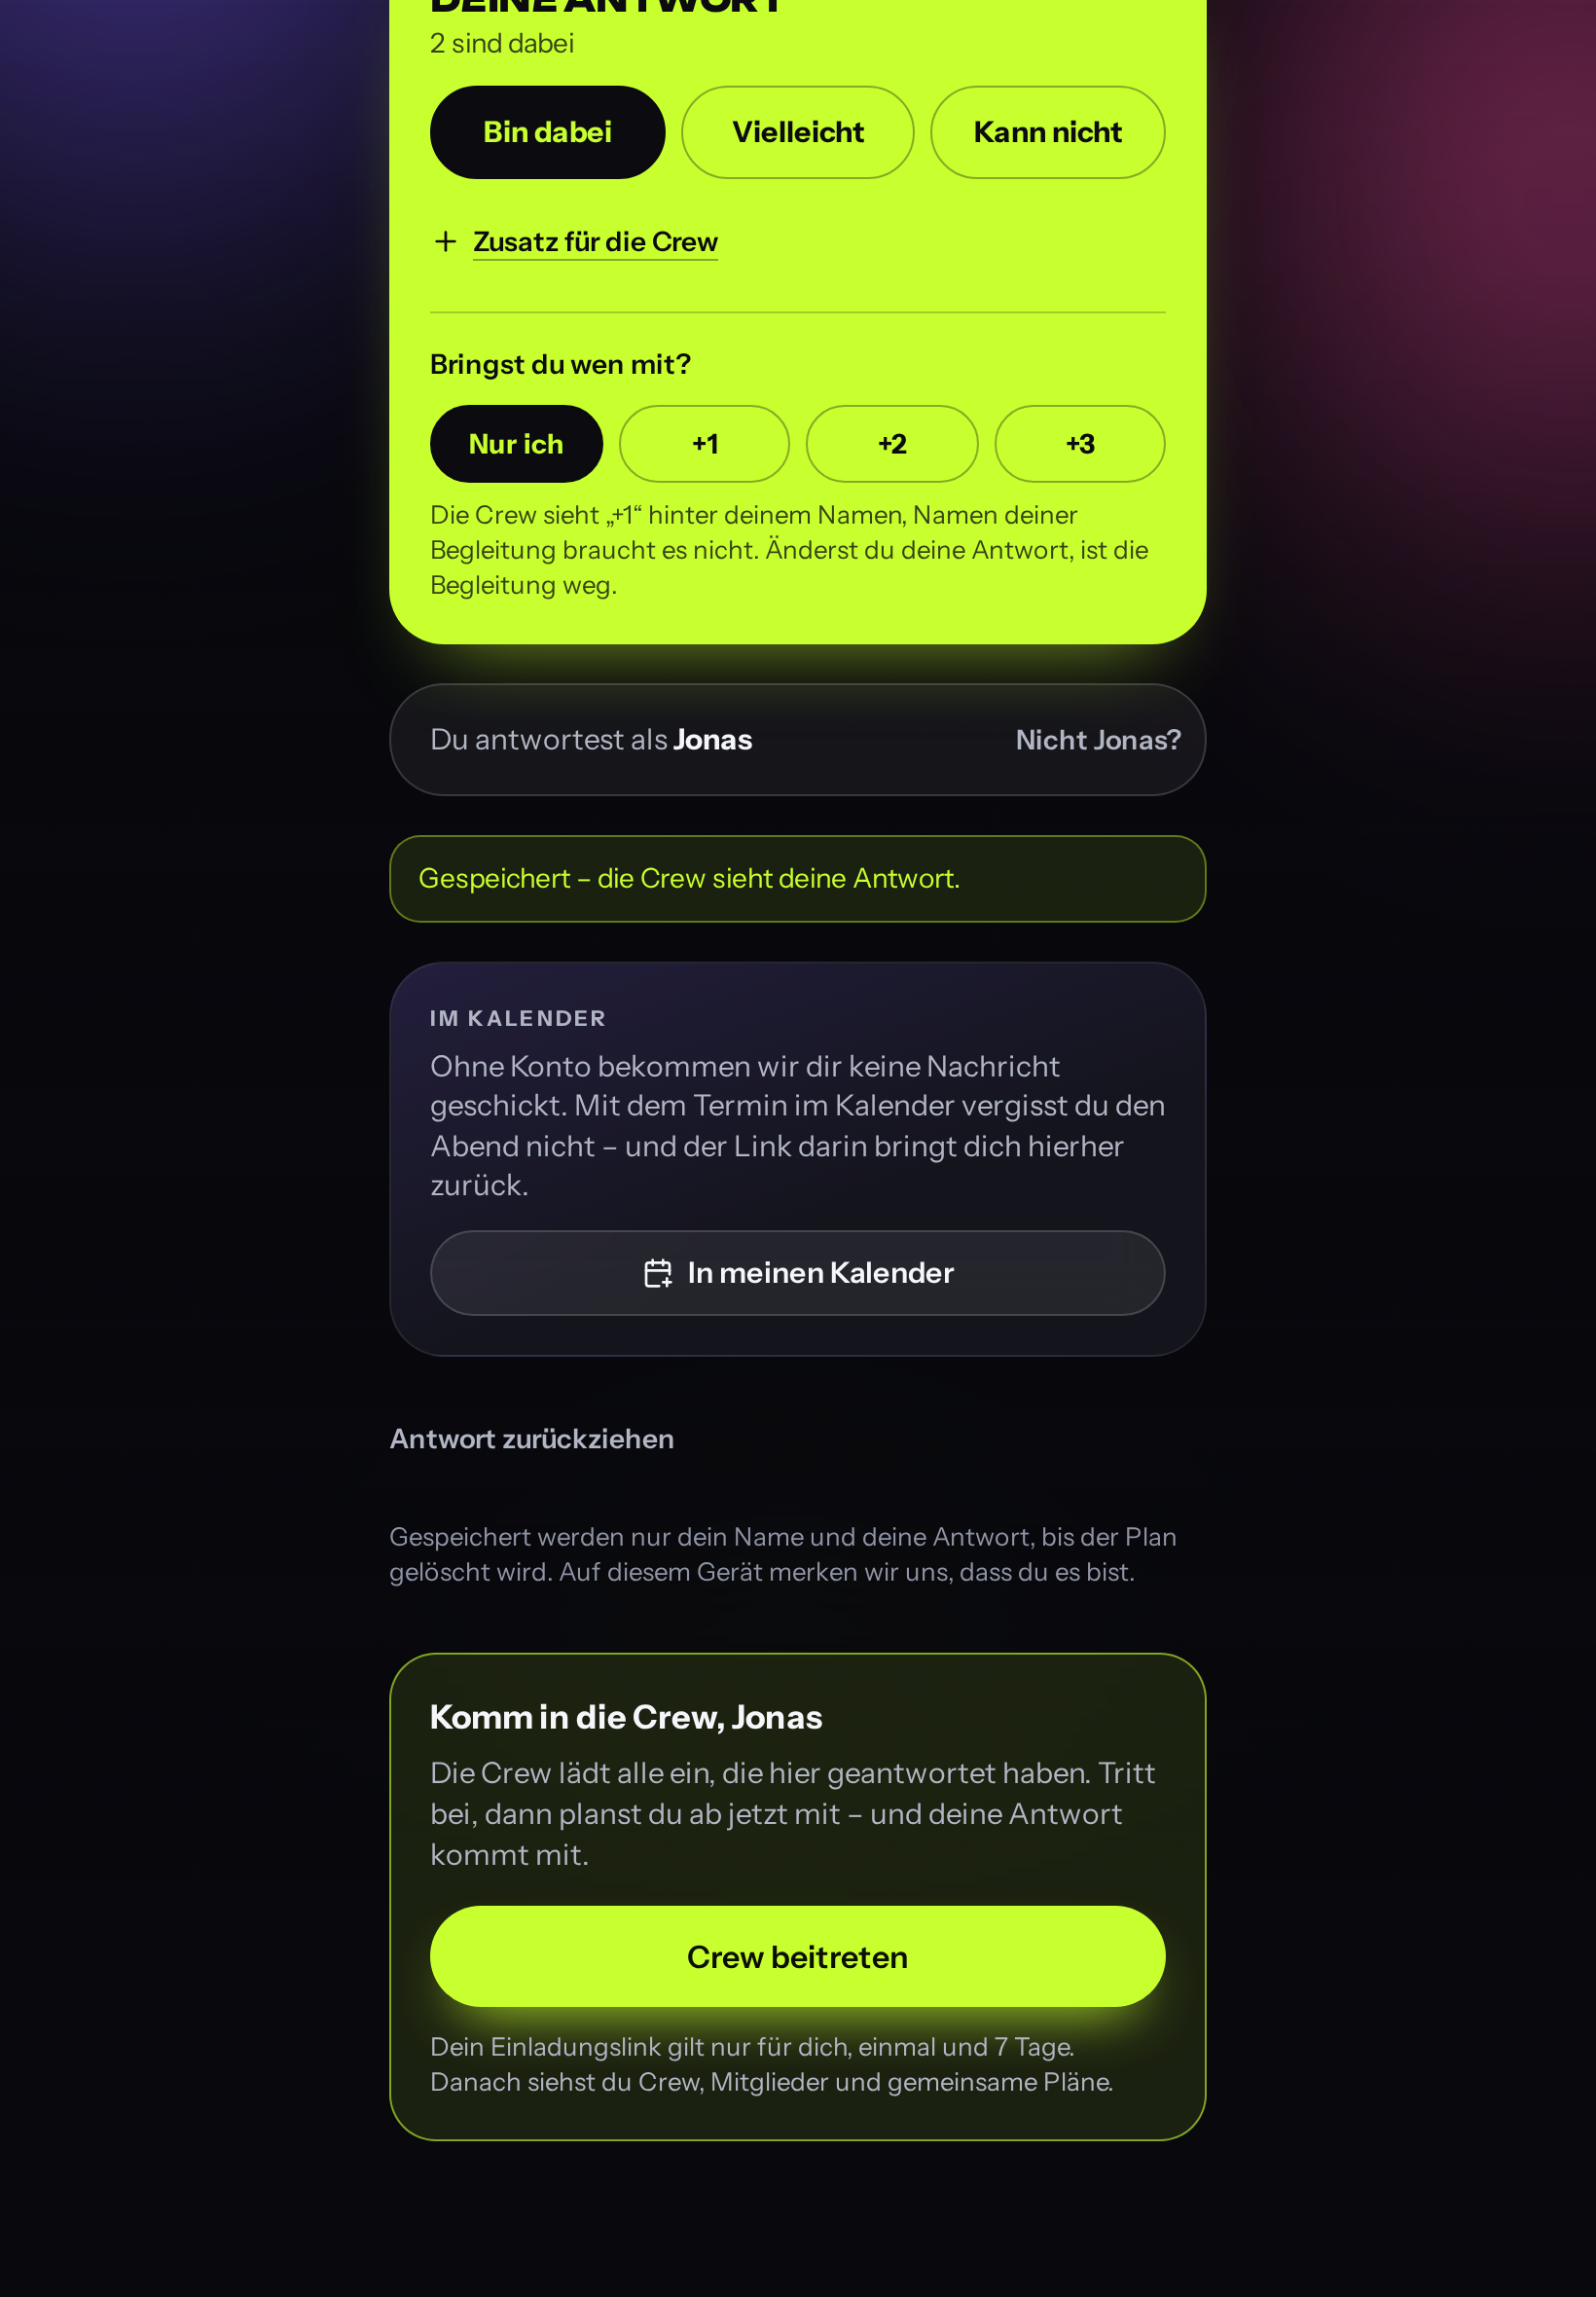 DEINE ANTWORT
2 sind dabei
Bin dabei
Vielleicht
Kann nicht
+ Zusatz für die Crew
Bringst du wen mit?
Nur ich
+1
+2
+3
Die Crew sieht „+1“ hinter deinem Namen, Namen deiner
Begleitung braucht es nicht. Änderst du deine Antwort, ist die
Begleitung weg.
Du antwortest als Jonas
Nicht Jonas?
Gespeichert – die Crew sieht deine Antwort.
IM KALENDER
Ohne Konto bekommen wir dir keine Nachricht
geschickt. Mit dem Termin im Kalender vergisst du den
Abend nicht – und der Link darin bringt dich hierher
zurück.
In meinen Kalender
Antwort zurückziehen
Gespeichert werden nur dein Name und deine Antwort, bis der Plan
gelöscht wird. Auf diesem Gerät merken wir uns, dass du es bist.
Komm in die Crew, Jonas
Die Crew lädt alle ein, die hier geantwortet haben. Tritt
bei, dann planst du ab jetzt mit – und deine Antwort
kommt mit.
Crew beitreten
Dein Einladungslink gilt nur für dich, einmal und 7 Tage.
Danach siehst du Crew, Mitglieder und gemeinsame Pläne.